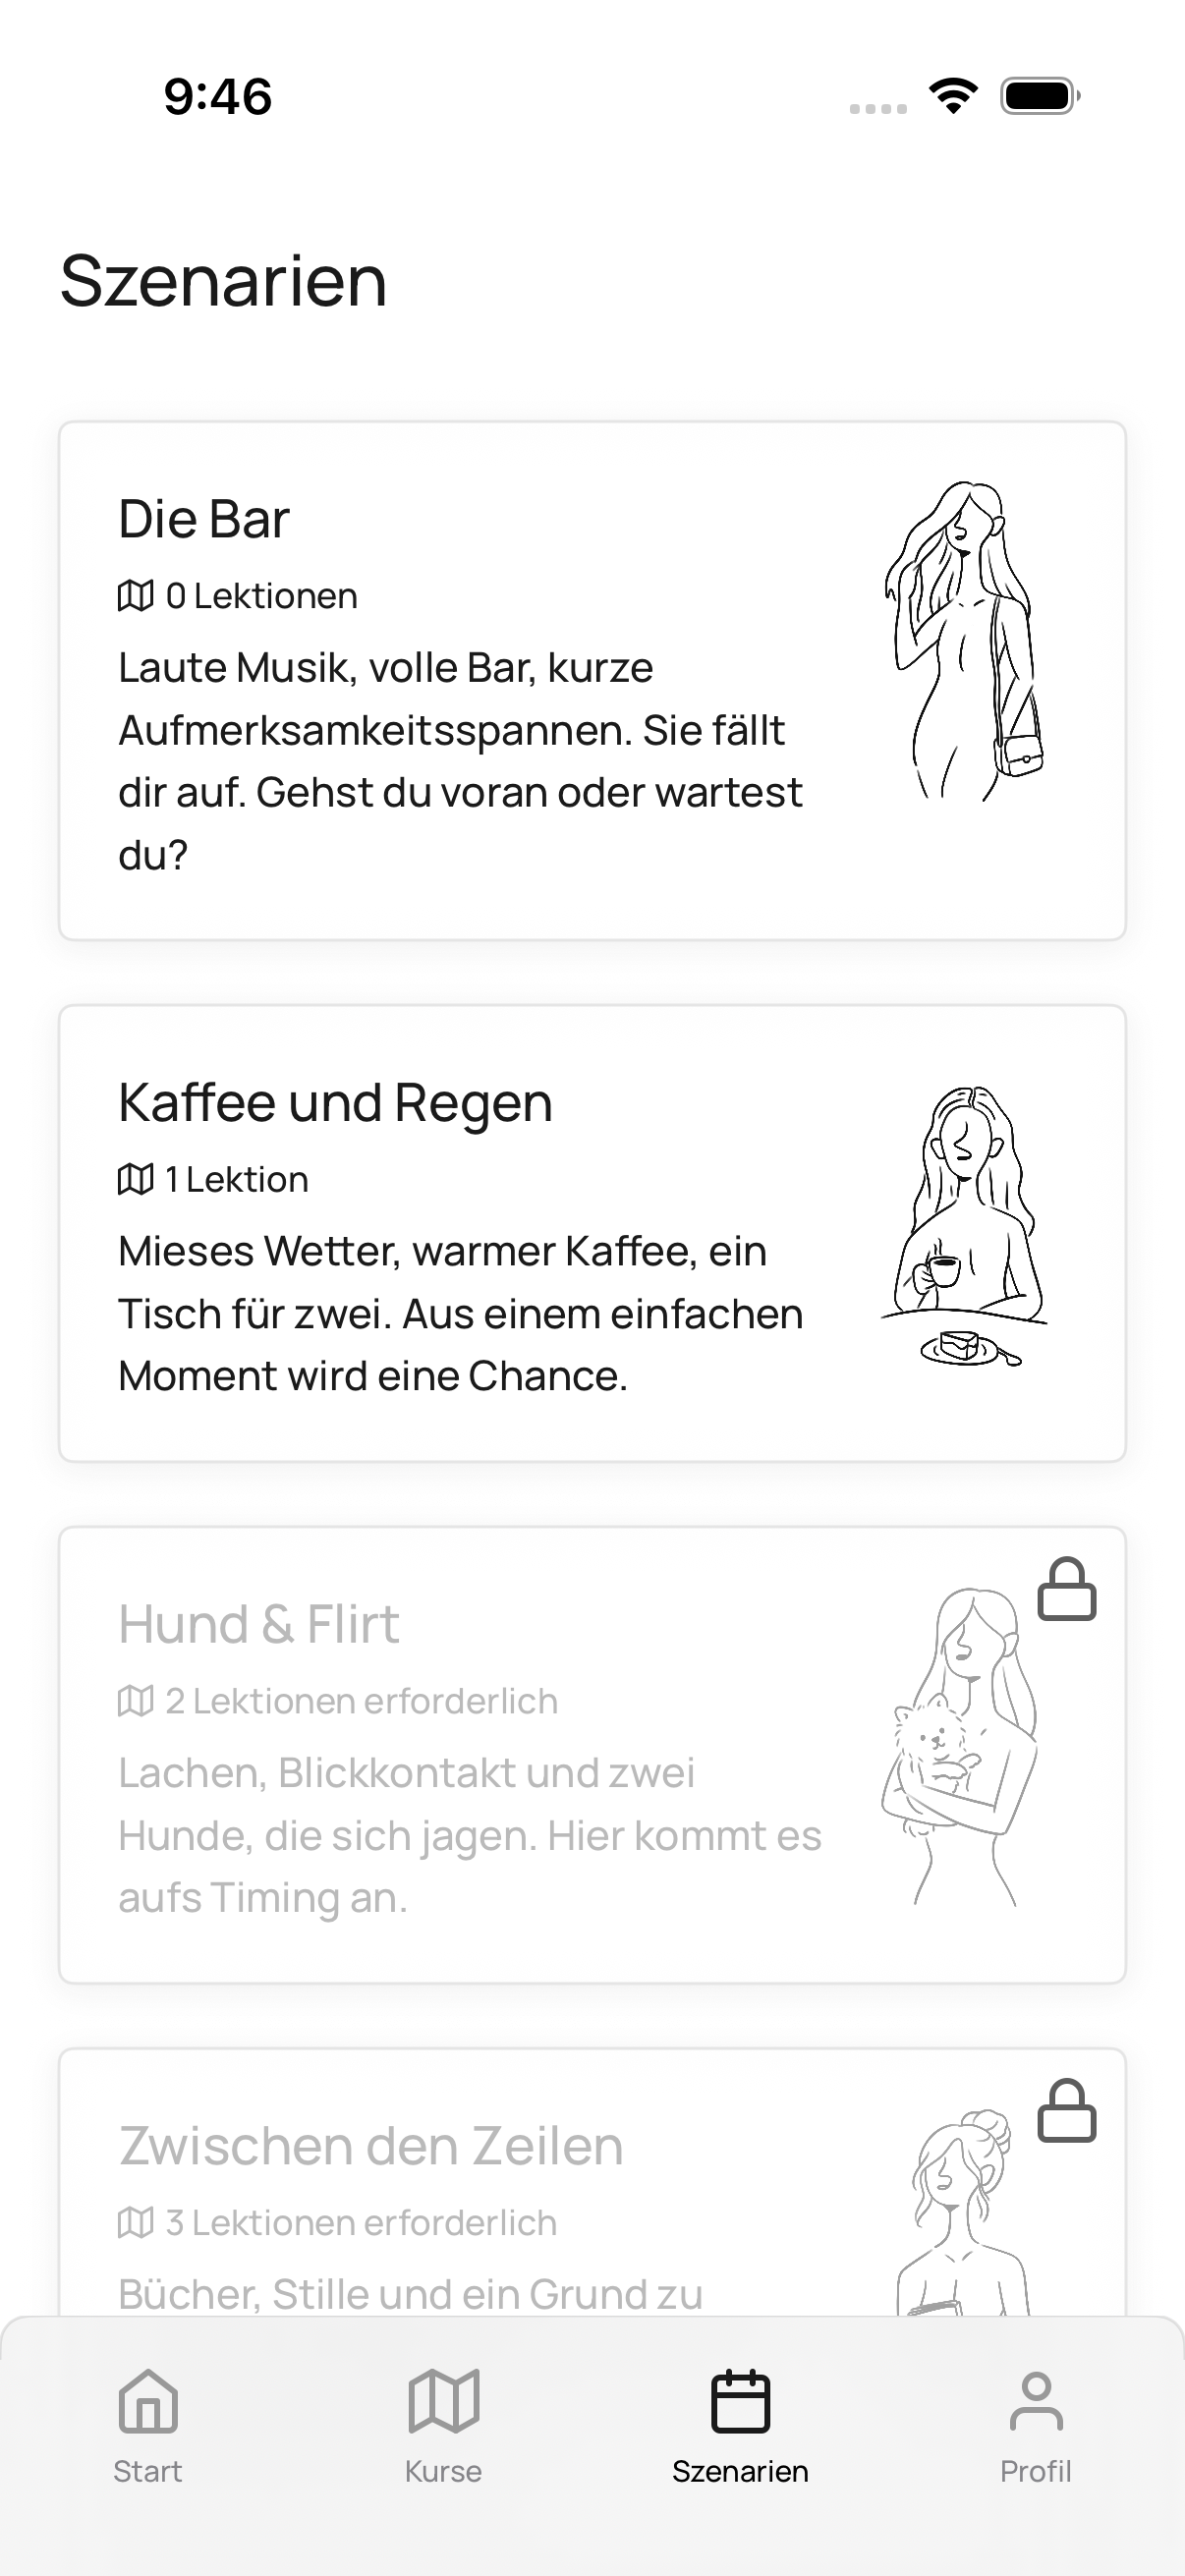 9:46
Szenarien
Die Bar
0 Lektionen
Laute Musik, volle Bar, kurze
Aufmerksamkeitsspannen. Sie fällt
dir auf. Gehst du voran oder wartest
du?
Kaffee und Regen
1 Lektion
Mieses Wetter, warmer Kaffee, ein
Tisch für zwei. Aus einem einfachen
Moment wird eine Chance.
Hund & Flirt
2 Lektionen erforderlich
Lachen, Blickkontakt und zwei
Hunde, die sich jagen. Hier kommt es
aufs Timing an.
Zwischen den Zeilen
3 Lektionen erforderlich
Bücher, Stille und ein Grund zu
Start
Kurse
Szenarien
Profil